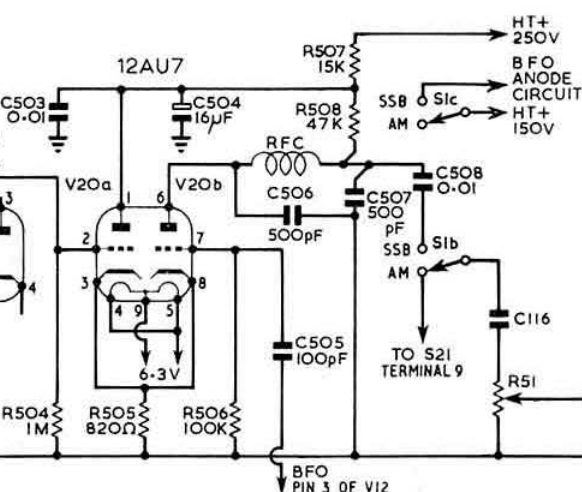 HT+
250V
R507
15K
12AU7
BFO
ANODE
CIRCUIT
C503
0.01
C504
16µF
R508
47K
SSB
S1c
AM
HT+
150V
RFC
3
V20a
1
6
V20b
C506
500pF
C507
500
pF
C508
0.01
2
7
SSB
S1b
AM
4
3
8
4
9
5
6.3V
C505
100pF
TO S21
TERMINAL 9
C116
R51
R504
1M
R505
820Ω
R506
100K
BFO
PIN 3 OF V12